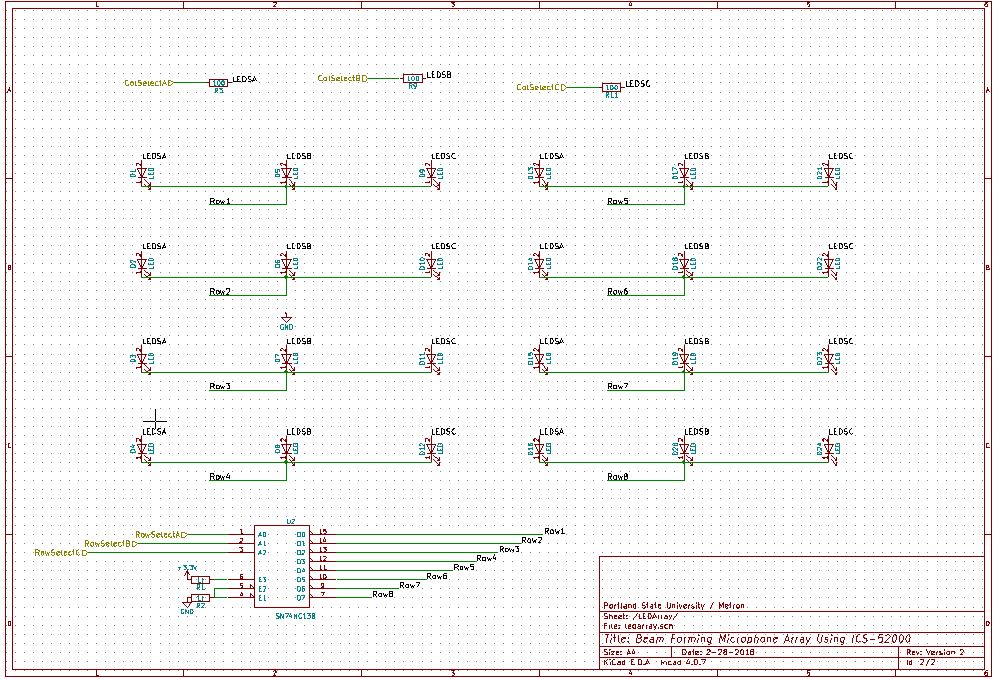 1 2 3 4 5 6
A A
ColSelectA 100 R3 LEDSA
ColSelectB 100 R9 LEDSB
ColSelectC 100 R11 LEDSC
LEDSA LEDSB LEDSC LEDSA LEDSB LEDSC
D1 LED D5 LED D9 LED D13 LED D17 LED D21 LED
Row1 Row5
LEDSA LEDSB LEDSC LEDSA LEDSB LEDSC
D2 LED D6 LED D10 LED D14 LED D18 LED D22 LED
B B
Row2 Row6
GND
LEDSA LEDSB LEDSC LEDSA LEDSB LEDSC
D3 LED D7 LED D11 LED D15 LED D19 LED D23 LED
Row3 Row7
LEDSA LEDSB LEDSC LEDSA LEDSB LEDSC
C C
D4 LED D8 LED D12 LED D16 LED D20 LED D24 LED
Row4 Row8
U2
RowSelectA 1 A0 O0 15 Row1
RowSelectB 2 A1 O1 14 Row2
RowSelectC 3 A2 O2 13 Row3
O3 12 Row4
+3.3V O4 11 Row5
R1 6 E3 O5 10 Row6
5 E2 O6 9 Row7
R2 4 E1 O7 7 Row8
GND
SN74HC138
Portland State University / Metron
Sheet: /LEDArray/
File: ledarray.sch
D D
Title: Beam Forming Microphone Array Using ICS-52000
Size: A4 Date: 2-28-2018 Rev: Version 2
KiCad E.D.A. kicad 4.0.7 Id: 2/2
1 2 3 4 5 6